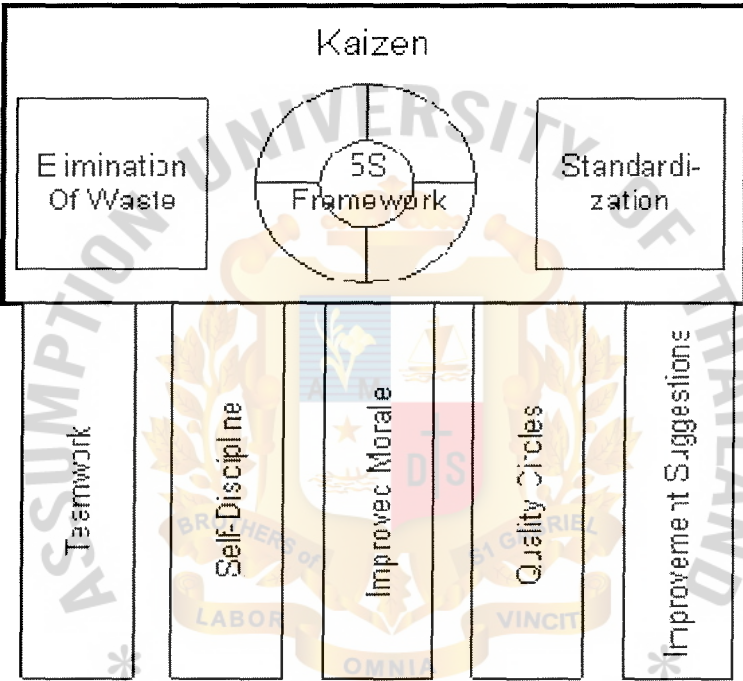 Kaizen
Elimination
Of Waste
5S
Framework
Standardi-
zation
Teamwork
Self-Discipline
Improved Morale
Quality Circles
Improvement Suggestions
ASSUMPTION UNIVERSITY OF THAILAND
A M
D S
BROTHERS of ST GABRIEL
LABOR
OMNIA
VINCIT